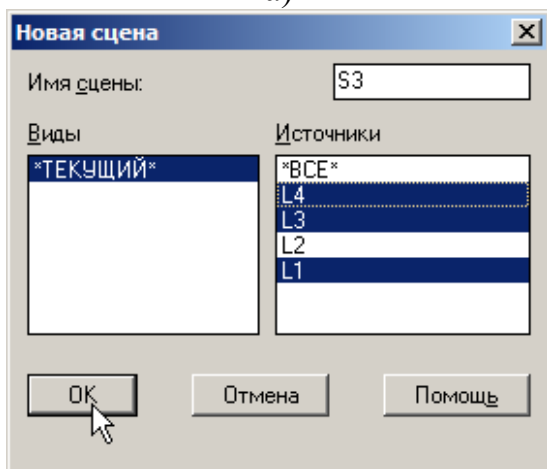 Новая сцена
Имя сцены: S3
Виды Источники
*ТЕКУЩИЙ* *ВСЕ*
L4
L3
L2
L1
OK Отмена Помощь